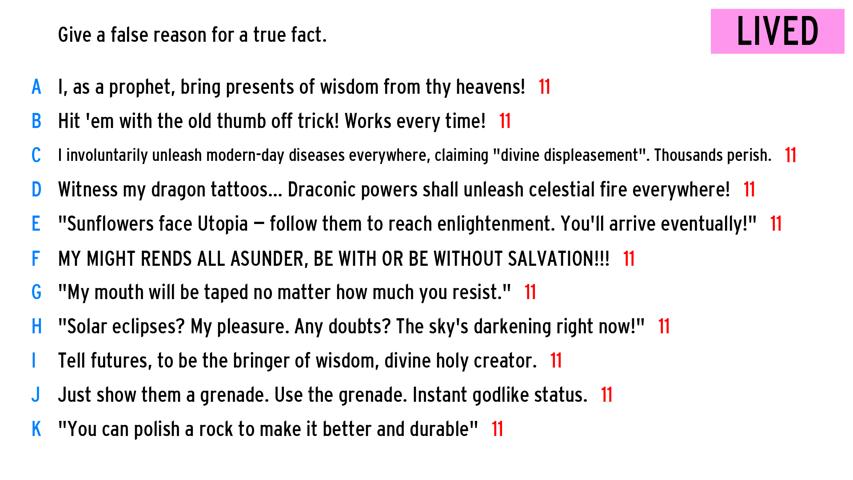 Give a false reason for a true fact.
LIVED
A I, as a prophet, bring presents of wisdom from thy heavens! 11
B Hit 'em with the old thumb off trick! Works every time! 11
C I involuntarily unleash modern-day diseases everywhere, claiming "divine displeasement". Thousands perish. 11
D Witness my dragon tattoos... Draconic powers shall unleash celestial fire everywhere! 11
E "Sunflowers face Utopia – follow them to reach enlightenment. You'll arrive eventually!" 11
F MY MIGHT RENDS ALL ASUNDER, BE WITH OR BE WITHOUT SALVATION!!! 11
G "My mouth will be taped no matter how much you resist." 11
H "Solar eclipses? My pleasure. Any doubts? The sky's darkening right now!" 11
I Tell futures, to be the bringer of wisdom, divine holy creator. 11
J Just show them a grenade. Use the grenade. Instant godlike status. 11
K "You can polish a rock to make it better and durable" 11